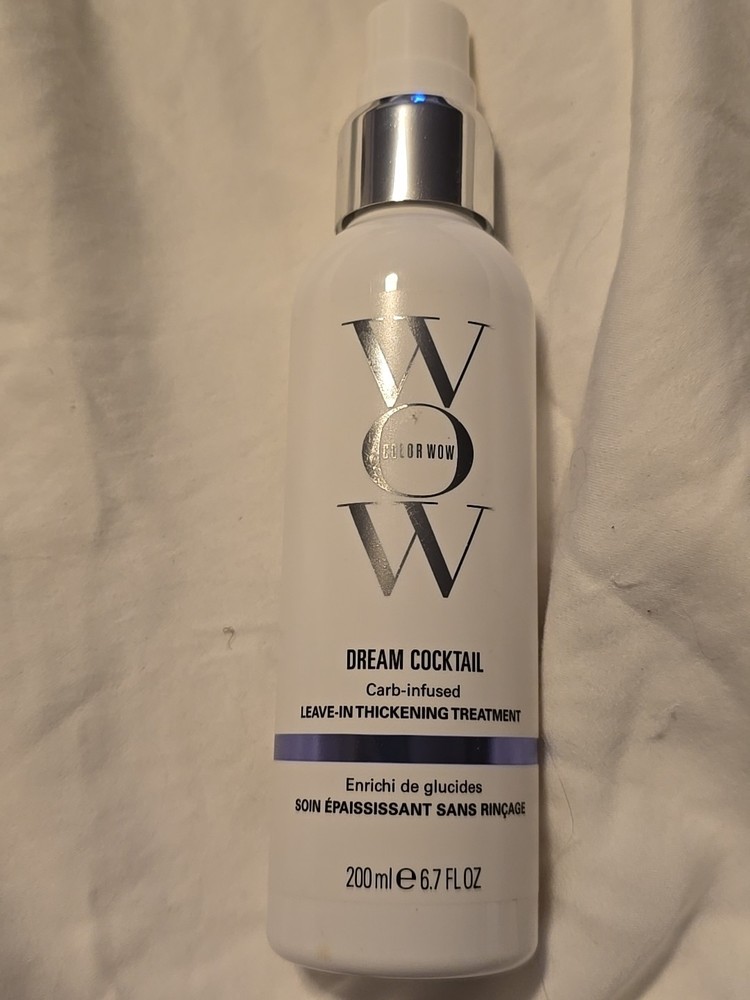 W
O
COLOR WOW
W
DREAM COCKTAIL
Carb-infused
LEAVE-IN THICKENING TREATMENT
Enrichi de glucides
SOIN ÉPAISSISSANT SANS RINÇAGE
200 ml e 6.7 FL OZ